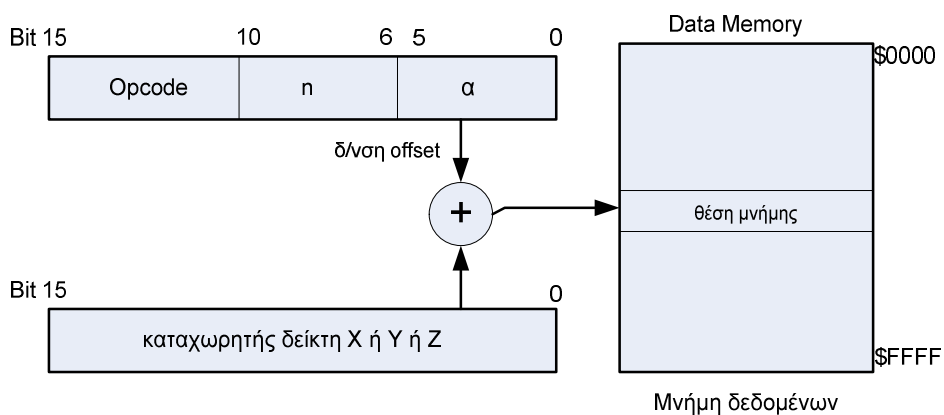 Data Memory
Bit 15 10 6 5 0
$0000
Opcode n α
δ/νση offset
+
θέση μνήμης
Bit 15 0
καταχωρητής δείκτη X ή Y ή Z
$FFFF
Μνήμη δεδομένων